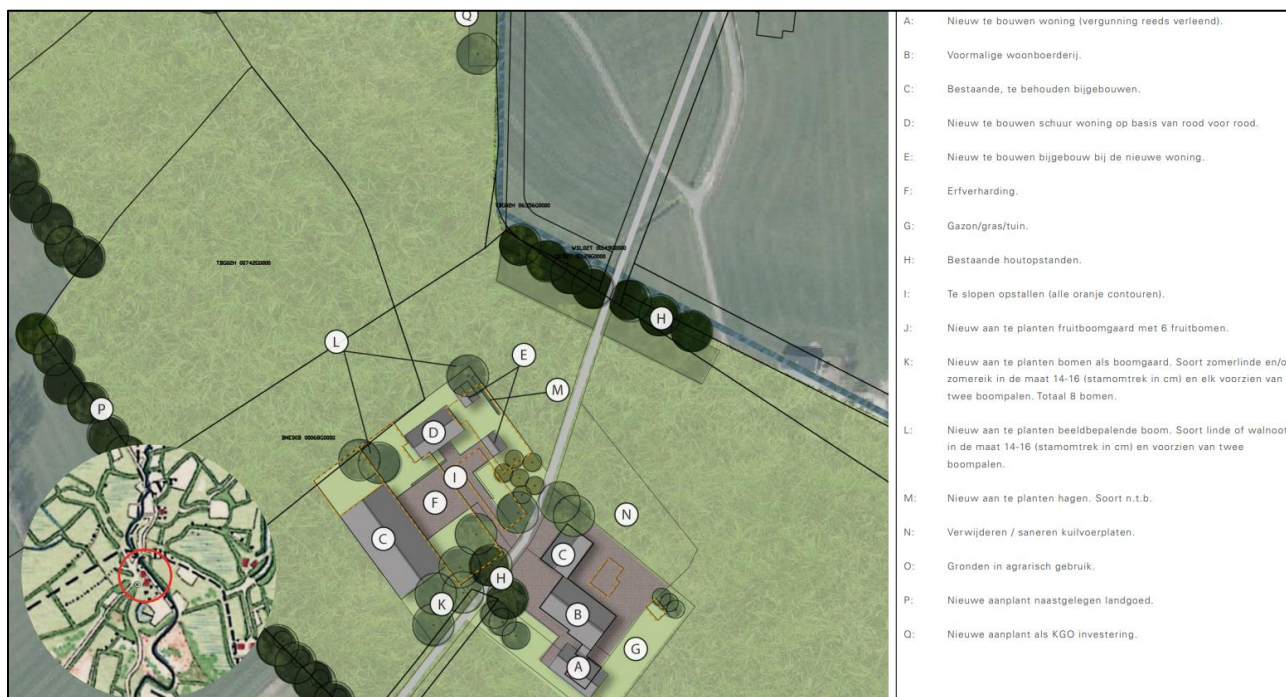 Q
L
E
M
H
D
I
F
C
N
C
H
K
B
G
A
P
TBG02H 00742G0000
A: Nieuw te bouwen woning (vergunning reeds verleend).
B: Voormalige woonboerderij.
C: Bestaande, te behouden bijgebouwen.
D: Nieuw te bouwen schuur woning op basis van rood voor rood.
E: Nieuw te bouwen bijgebouw bij de nieuwe woning.
F: Erfverharding.
G: Gazon/gras/tuin.
H: Bestaande houtopstanden.
I: Te slopen opstallen (alle oranje contouren).
J: Nieuw aan te planten fruitboomgaard met 6 fruitbomen.
K: Nieuw aan te planten bomen als boomgaard. Soort zomerlinde en/o
zomereik in de maat 14-16 (stamomtrek in cm) en elk voorzien van
twee boompalen. Totaal 8 bomen.
L: Nieuw aan te planten beeldbepalende boom. Soort linde of walnoot
in de maat 14-16 (stamomtrek in cm) en voorzien van twee
boompalen.
M: Nieuw aan te planten hagen. Soort n.t.b.
N: Verwijderen / saneren kuilvoerplaten.
O: Gronden in agrarisch gebruik.
P: Nieuwe aanplant naastgelegen landgoed.
Q: Nieuwe aanplant als KGO investering.